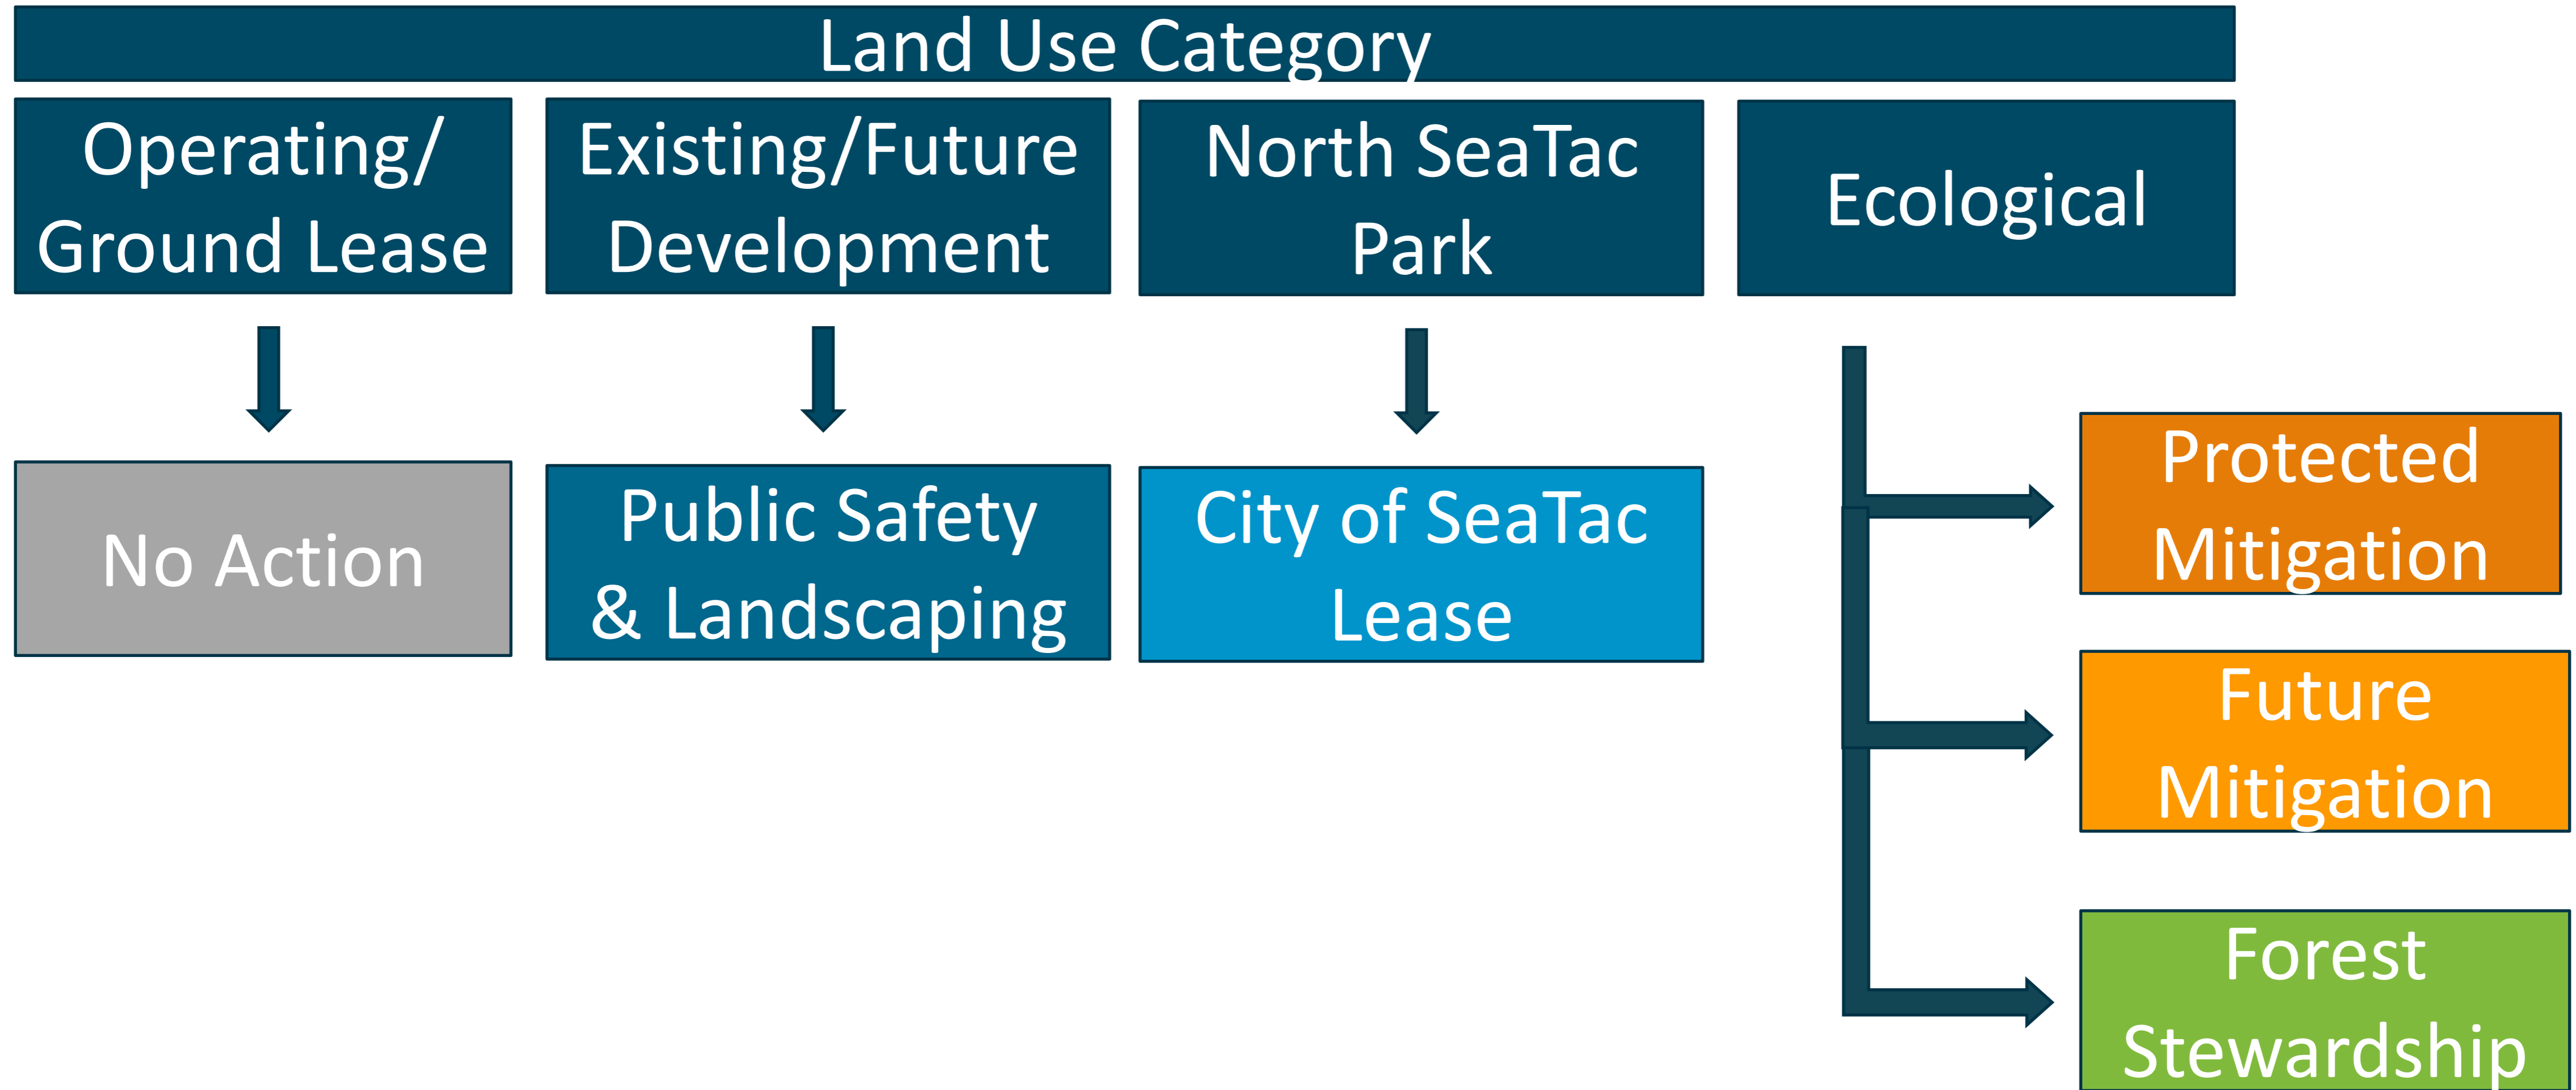 Land Use Category
Operating/
Ground Lease
Existing/Future
Development
North SeaTac
Park
Ecological
No Action
Public Safety
& Landscaping
City of SeaTac
Lease
Protected
Mitigation
Future
Mitigation
Forest
Stewardship